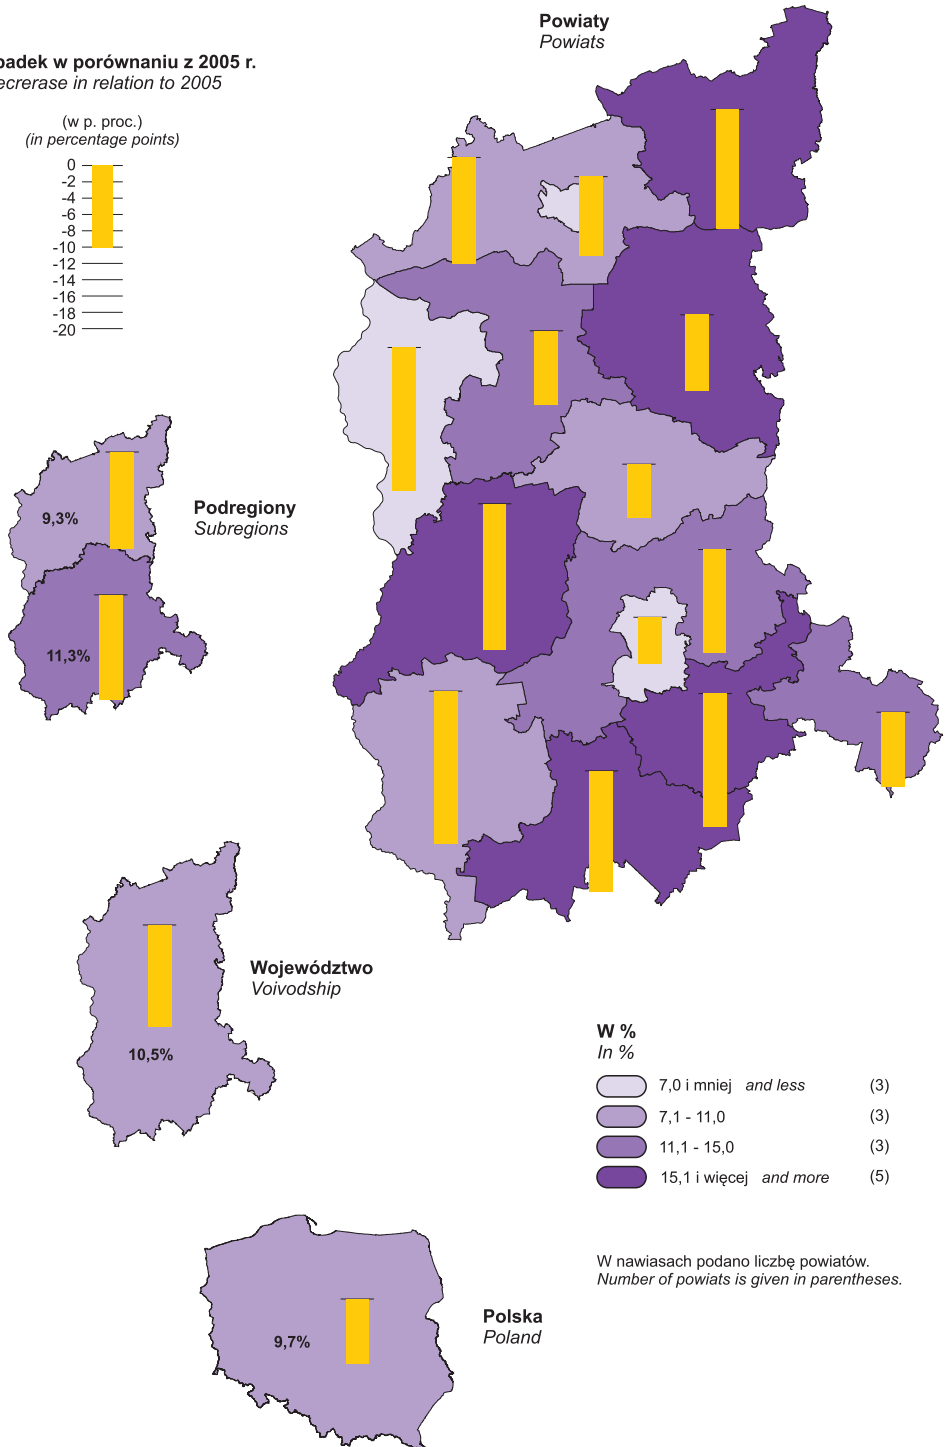 Powiaty
Powiats
padek w porównaniu z 2005 r.
ecrerase in relation to 2005
(w p. proc.)
(in percentage points)
0
-2
-4
-6
-8
-10
-12
-14
-16
-18
-20
Podregiony
Subregions
9,3%
11,3%
Województwo
Voivodship
10,5%
W %
In %
7,0 i mniej and less (3)
7,1 - 11,0 (3)
11,1 - 15,0 (3)
15,1 i więcej and more (5)
W nawiasach podano liczbę powiatów.
Number of powiats is given in parentheses.
Polska
Poland
9,7%